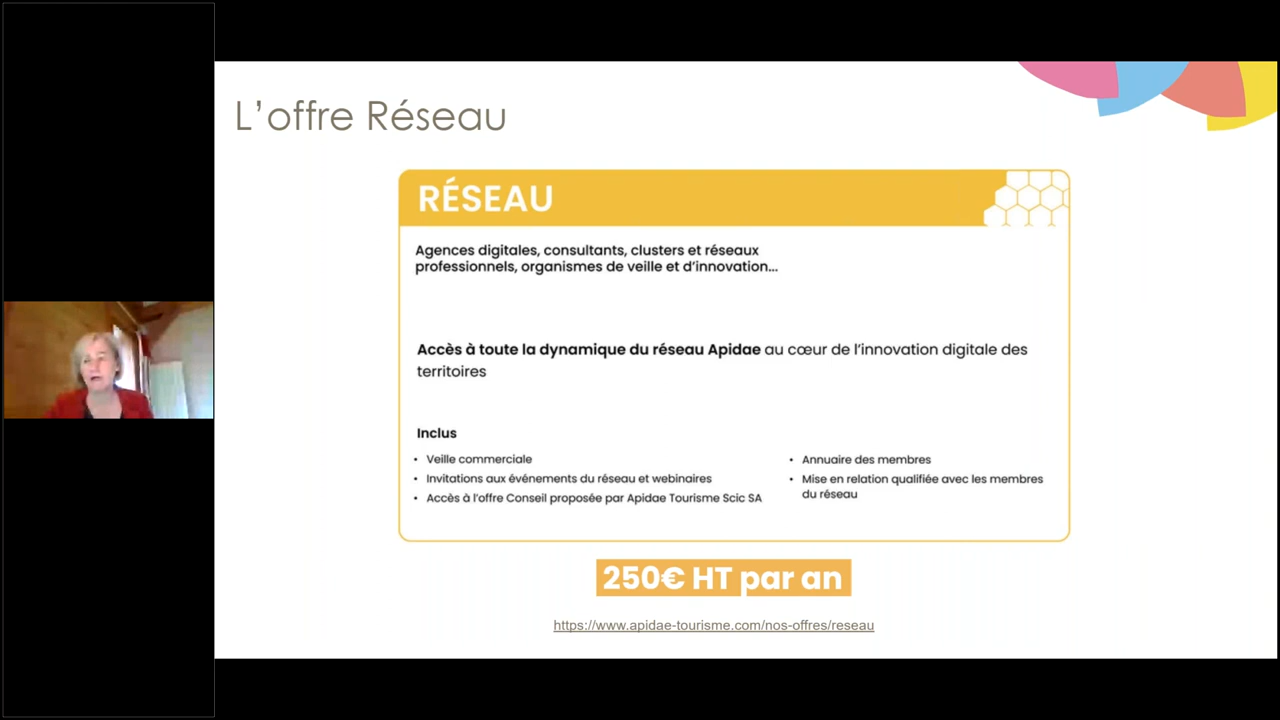 L'offre Réseau
RÉSEAU
Agences digitales, consultants, clusters et réseaux
professionnels, organismes de veille et d'innovation...
Accès à toute la dynamique du réseau Apidae au cœur de l'innovation digitale des
territoires
Inclus
• Veille commerciale
• Invitations aux événements du réseau et webinaires
• Accès à l'offre Conseil proposée par Apidae Tourisme Scic SA
• Annuaire des membres
• Mise en relation qualifiée avec les membres
du réseau
250€ HT par an
https://www.apidae-tourisme.com/nos-offres/reseau